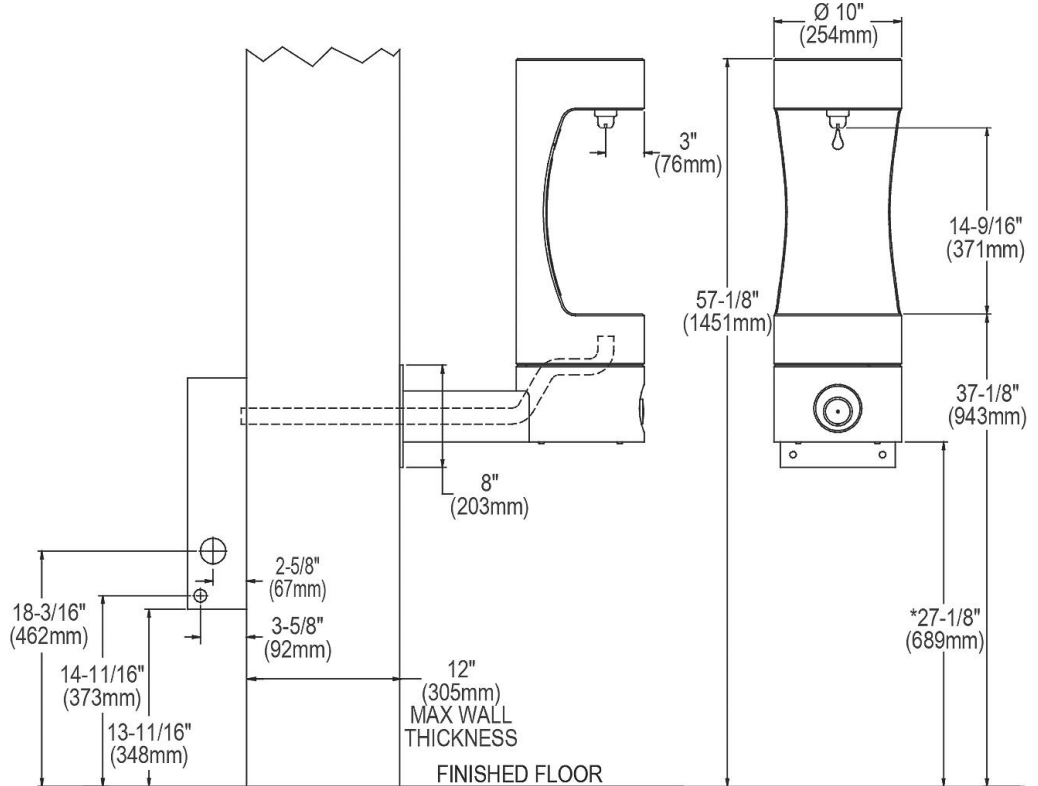 Ø 10"
(254mm)
3"
(76mm)
14-9/16"
(371mm)
57-1/8"
(1451mm)
37-1/8"
(943mm)
8"
(203mm)
2-5/8"
(67mm)
18-3/16"
(462mm)
3-5/8"
(92mm)
*27-1/8"
(689mm)
14-11/16"
(373mm)
12"
(305mm)
MAX WALL
THICKNESS
13-11/16"
(348mm)
FINISHED FLOOR